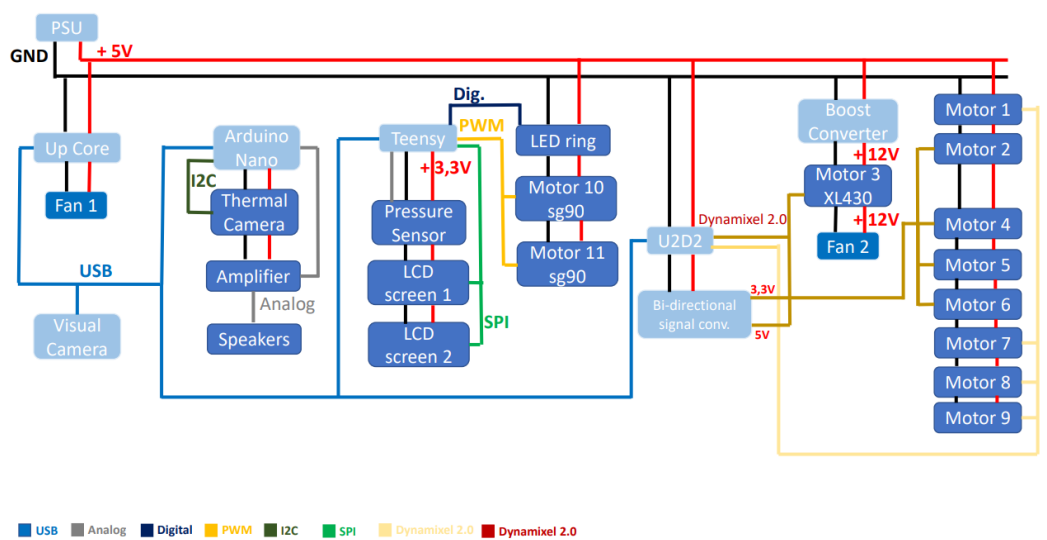 PSU
GND
+ 5V
Dig.
PWM
Up Core
Arduino
Nano
Teensy
LED ring
Boost
Converter
Motor 1
Motor 2
+ 3,3V
+ 12V
I2C
Fan 1
Thermal
Camera
Pressure
Sensor
Motor 10
sg90
Motor 3
XL430
Dynamixel 2.0
+ 12V
Motor 4
U2D2
Fan 2
Motor 11
sg90
USB
Amplifier
LCD
screen 1
Motor 5
Analog
3,3V
Bi-directional
signal conv.
5V
Motor 6
Visual
Camera
Speakers
LCD
screen 2
SPI
Motor 7
Motor 8
Motor 9
USB
Analog
Digital
PWM
I2C
SPI
Dynamixel 2.0
Dynamixel 2.0